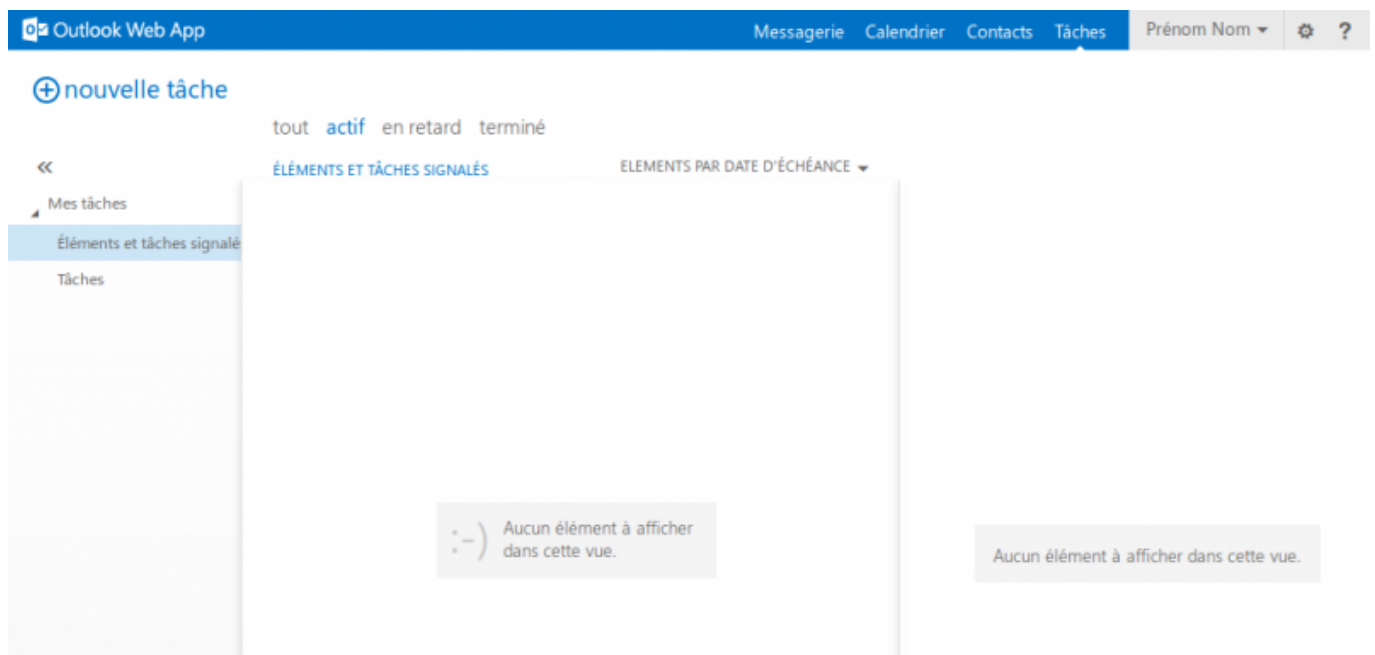 Outlook Web App Messagerie Calendrier Contacts Tâches Prénom Nom ?
nouvelle tâche
tout actif en retard terminé
ÉLÉMENTS ET TÂCHES SIGNALÉS ELEMENTS PAR DATE D'ÉCHÉANCE
Mes tâches
Éléments et tâches signalé
Tâches
:-) Aucun élément à afficher
dans cette vue.
Aucun élément à afficher dans cette vue.